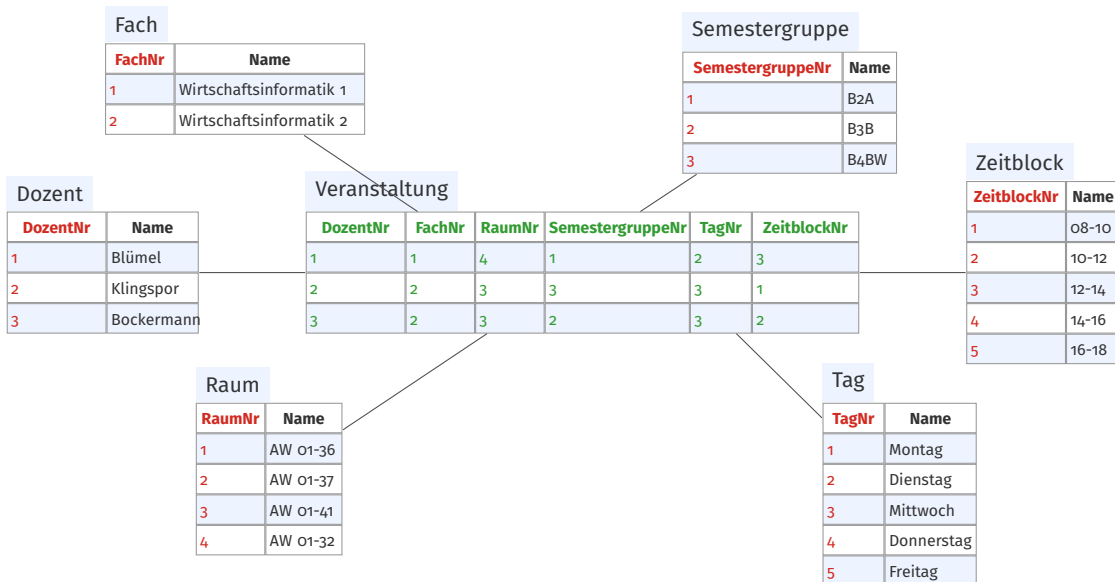 Fach
FachNr Name
1 Wirtschaftsinformatik 1
2 Wirtschaftsinformatik 2
Semestergruppe
SemestergruppeNr Name
1 B2A
2 B3B
3 B4BW
Dozent
DozentNr Name
1 Blümel
2 Klingspor
3 Bockermann
Veranstaltung
DozentNr FachNr RaumNr SemestergruppeNr TagNr ZeitblockNr
1 1 4 1 2 3
2 2 3 3 3 1
3 2 3 2 3 2
Zeitblock
ZeitblockNr Name
1 08-10
2 10-12
3 12-14
4 14-16
5 16-18
Raum
RaumNr Name
1 AW 01-36
2 AW 01-37
3 AW 01-41
4 AW 01-32
Tag
TagNr Name
1 Montag
2 Dienstag
3 Mittwoch
4 Donnerstag
5 Freitag